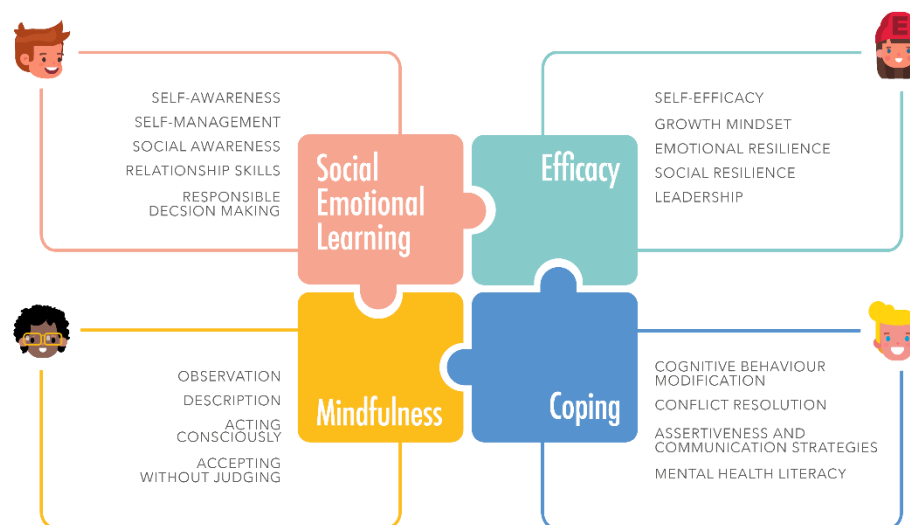 SELF-AWARENESS
SELF-MANAGEMENT
SOCIAL AWARENESS
RELATIONSHIP SKILLS
RESPONSIBLE
DECSION MAKING
Social
Emotional
Learning
E
Efficacy
SELF-EFFICACY
GROWTH MINDSET
EMOTIONAL RESILIENCE
SOCIAL RESILIENCE
LEADERSHIP
OBSERVATION
DESCRIPTION
ACTING
CONSCIOUSLY
ACCEPTING
WITHOUT JUDGING
Mindfulness
Coping
COGNITIVE BEHAVIOUR
MODIFICATION
CONFLICT RESOLUTION
ASSERTIVENESS AND
COMMUNICATION STRATEGIES
MENTAL HEALTH LITERACY